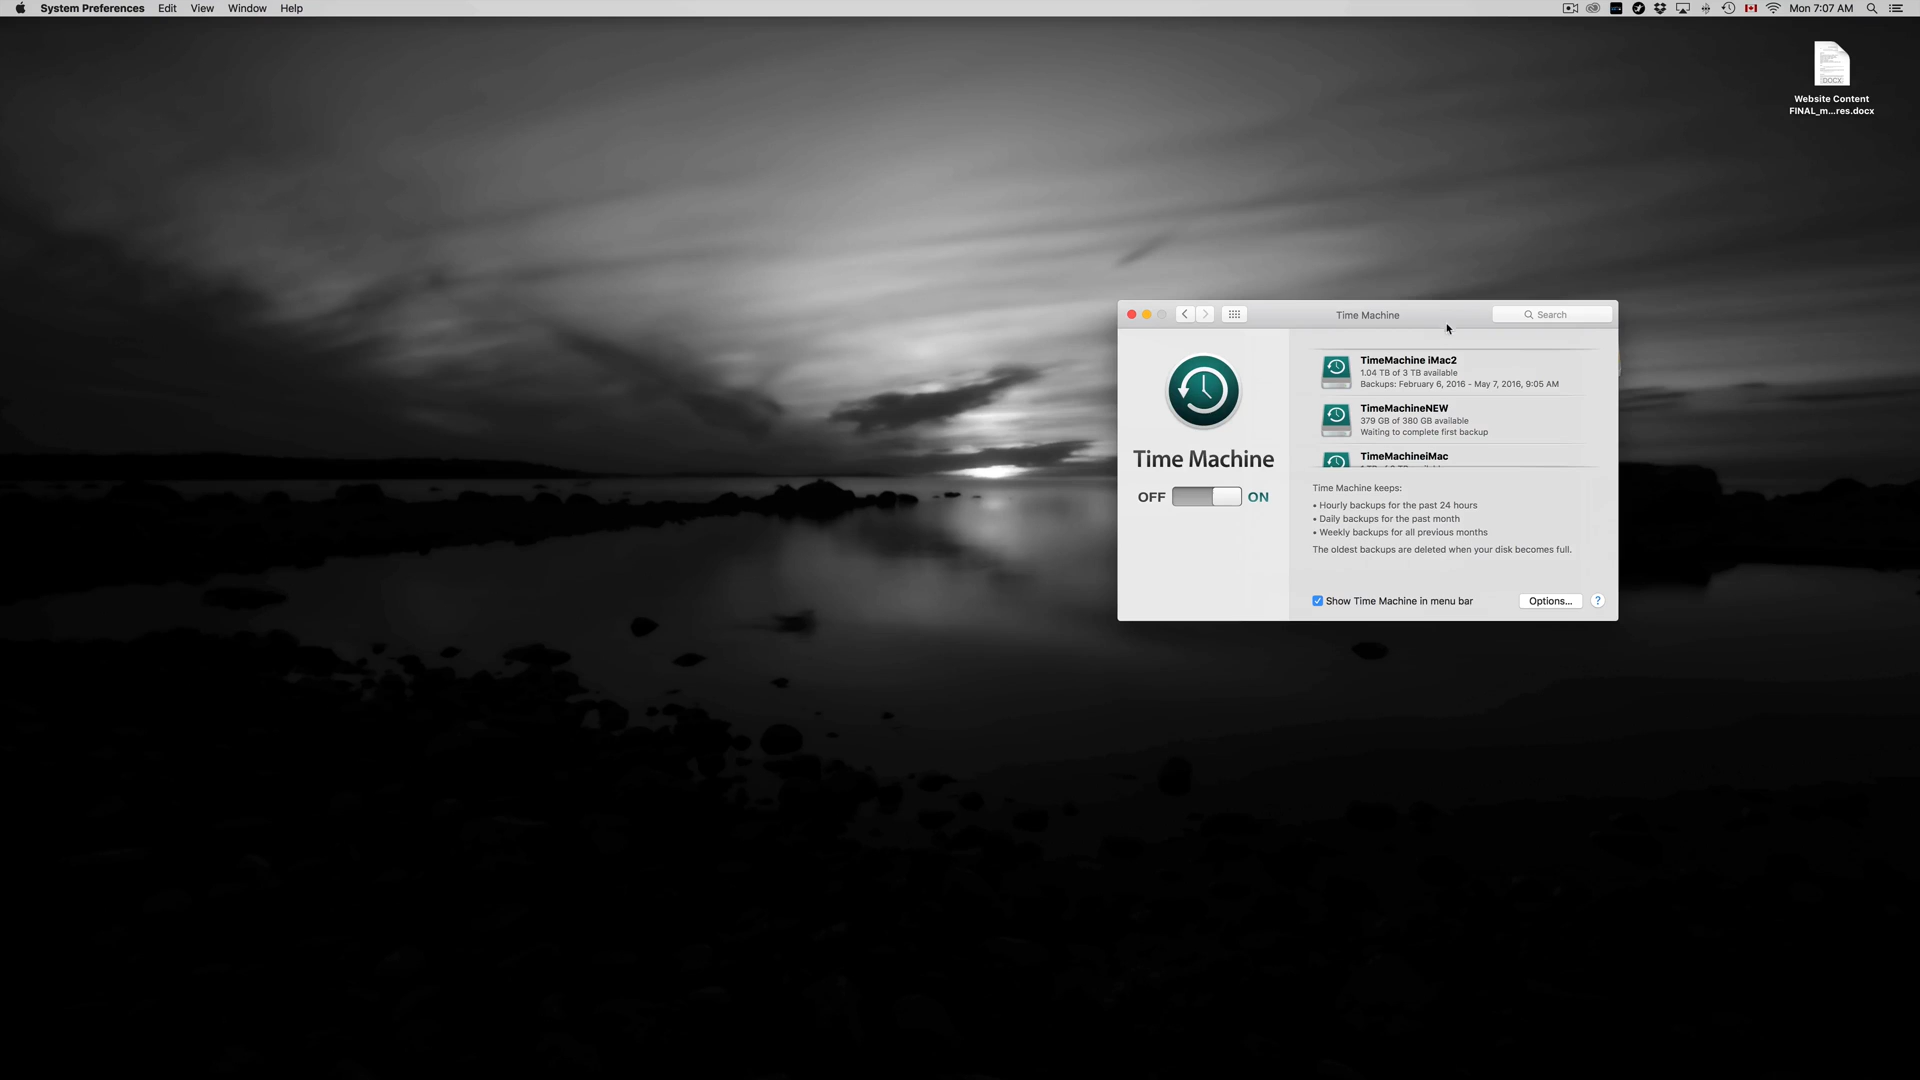 System Preferences Edit View Window Help
Mon 7:07 AM
DOCX
Website Content
FINAL_m...res.docx
Time Machine
Search
TimeMachine iMac2
1.04 TB of 3 TB available
Backups: February 6, 2016 - May 7, 2016, 9:05 AM
TimeMachineNEW
379 GB of 380 GB available
Waiting to complete first backup
TimeMachineiMac
Time Machine
OFF ON
Time Machine keeps:
• Hourly backups for the past 24 hours
• Daily backups for the past month
• Weekly backups for all previous months
The oldest backups are deleted when your disk becomes full.
Show Time Machine in menu bar
Options...
?